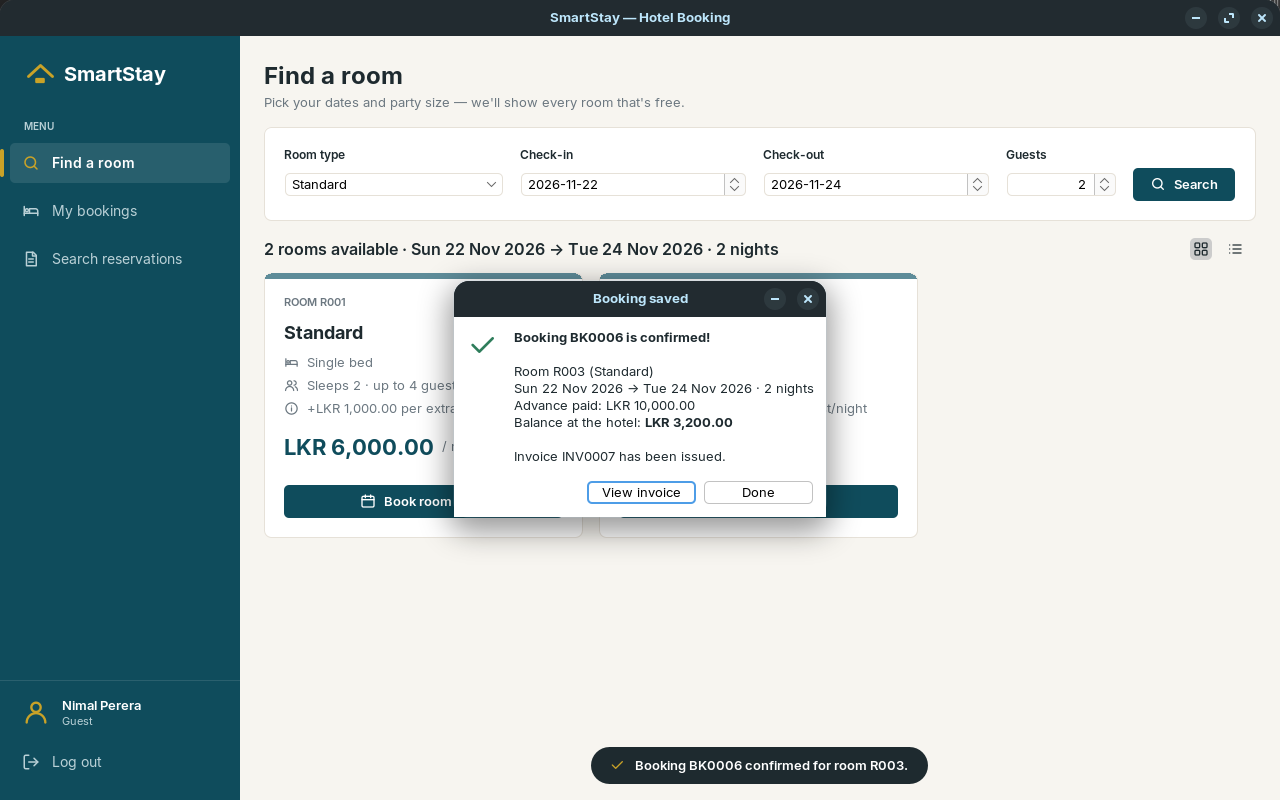 SmartStay — Hotel Booking
SmartStay
MENU
Find a room
My bookings
Search reservations
Nimal Perera
Guest
Log out
Find a room
Pick your dates and party size — we'll show every room that's free.
Room type
Check-in
Check-out
Guests
Standard
2026-11-22
2026-11-24
2
Search
2 rooms available · Sun 22 Nov 2026 → Tue 24 Nov 2026 · 2 nights
ROOM R001
Standard
Single bed
Sleeps 2 · up to 4
+LKR 1,000.00 per
LKR 6,000.00 /
Book room
/night
Booking saved
Booking BK0006 is confirmed!
Room R003 (Standard)
Sun 22 Nov 2026 → Tue 24 Nov 2026 · 2 nights
Advance paid: LKR 10,000.00
Balance at the hotel: LKR 3,200.00
Invoice INV0007 has been issued.
View invoice
Done
Booking BK0006 confirmed for room R003.